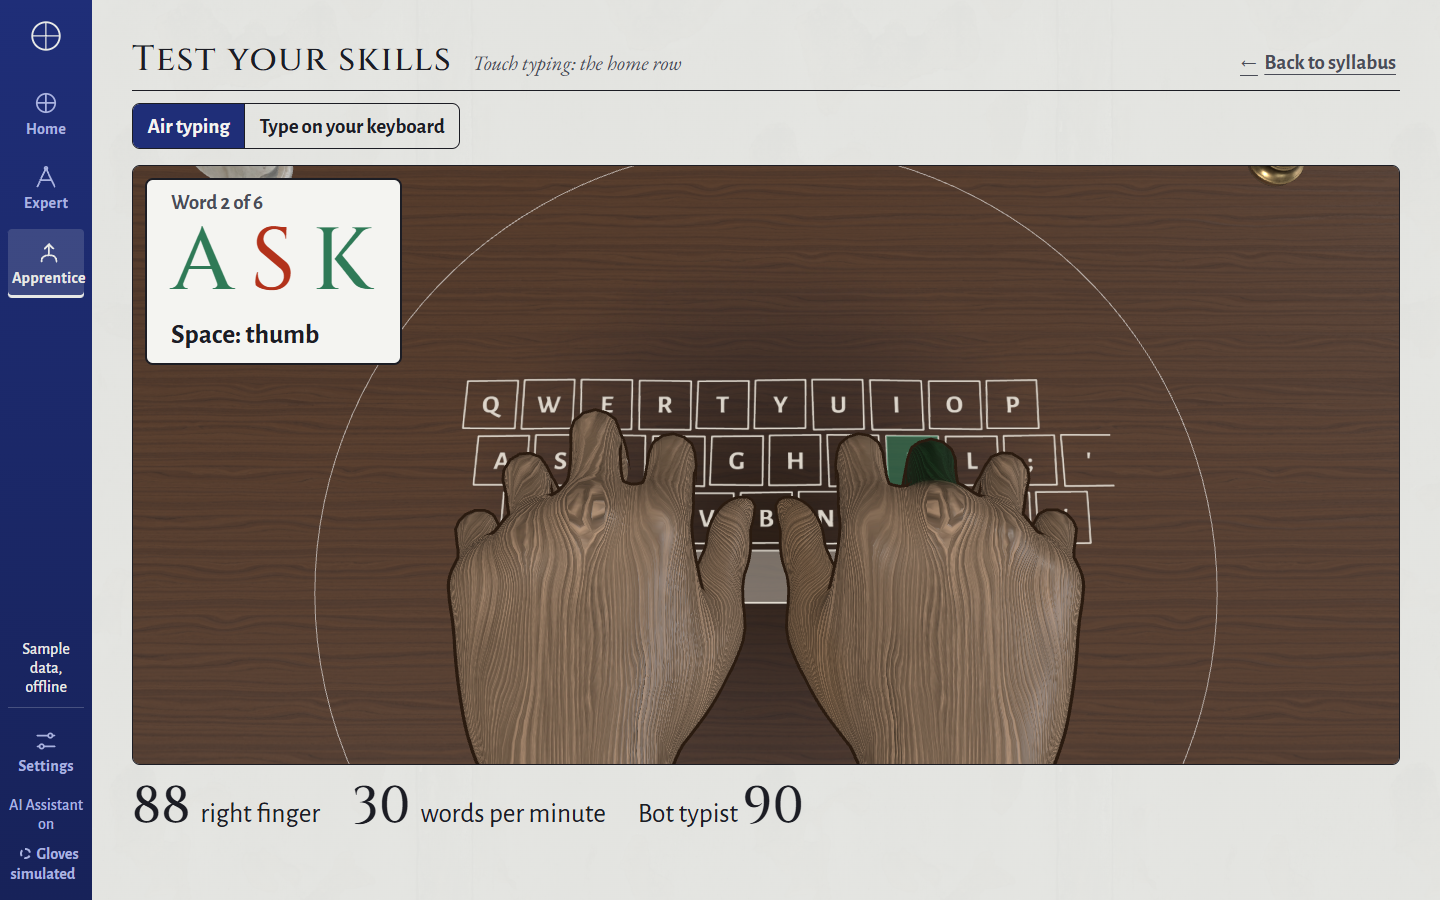 TEST YOUR SKILLS Touch typing: the home row
← Back to syllabus
Home
Expert
Apprentice
Sample data, offline
Settings
AI Assistant on
Gloves simulated
Air typing Type on your keyboard
Word 2 of 6
ASK
Space: thumb
Q W E R T Y U I O P
A S G H L ; '
V B N
88 right finger 30 words per minute Bot typist 90